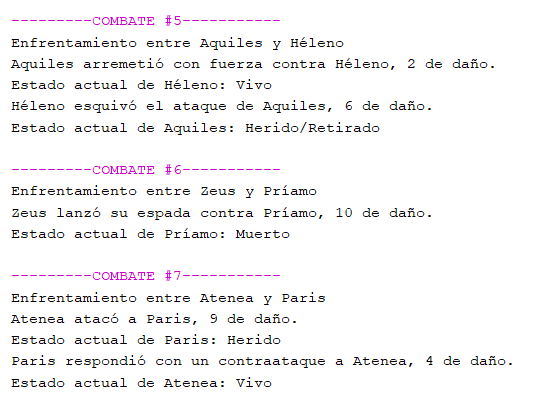 ---------COMBATE #5-----------
Enfrentamiento entre Aquiles y Héleno
Aquiles arremetió con fuerza contra Héleno, 2 de daño.
Estado actual de Héleno: Vivo
Héleno esquivó el ataque de Aquiles, 6 de daño.
Estado actual de Aquiles: Herido/Retirado
---------COMBATE #6-----------
Enfrentamiento entre Zeus y Príamo
Zeus lanzó su espada contra Príamo, 10 de daño.
Estado actual de Príamo: Muerto
---------COMBATE #7-----------
Enfrentamiento entre Atenea y Paris
Atenea atacó a Paris, 9 de daño.
Estado actual de Paris: Herido
Paris respondió con un contraataque a Atenea, 4 de daño.
Estado actual de Atenea: Vivo